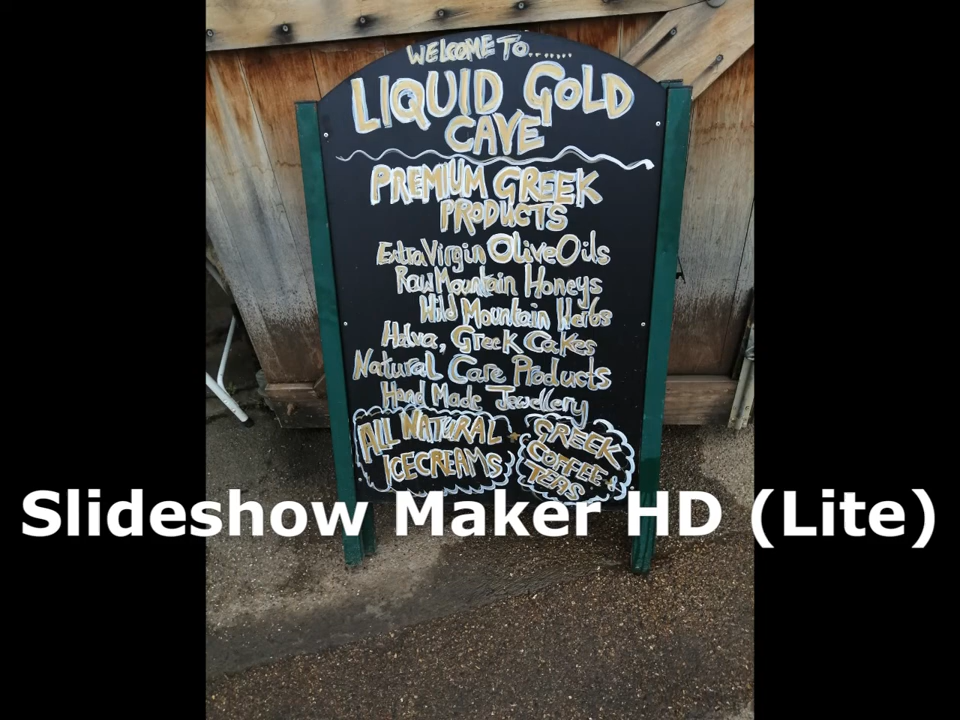 WELCOME TO.......
LIQUID GOLD
CAVE
PREMIUM GREEK
PRODUCTS
Extra Virgin Olive Oils
Raw Mountain Honeys
Wild Mountain Herbs
Halva, Greek Cakes
Natural Care Products
Hand Made Jewellery
ALL NATURAL
ICECREAMS
GREEK
COFFEE +
TEAS
Slideshow Maker HD (Lite)